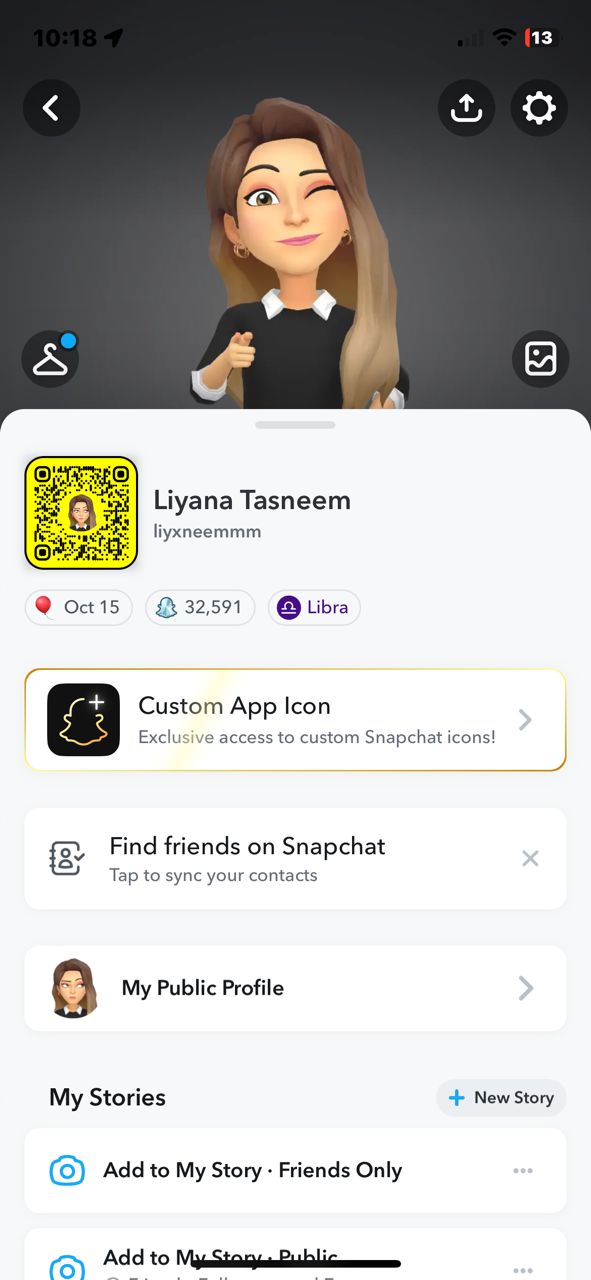 10:18
13
Liyana Tasneem
liyxneemmm
Oct 15
32,591
Libra
Custom App Icon
Exclusive access to custom Snapchat icons!
Find friends on Snapchat
Tap to sync your contacts
My Public Profile
My Stories
+ New Story
Add to My Story · Friends Only
Add to My Story · Public